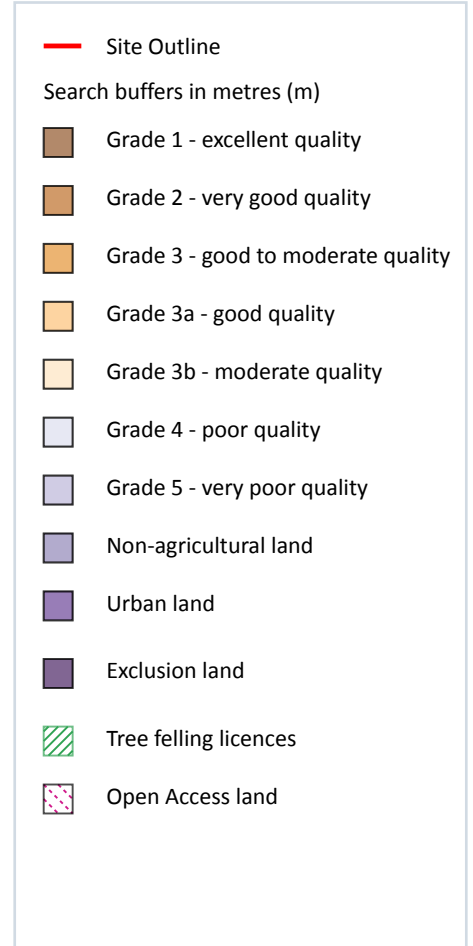 Site Outline
Search buffers in metres (m)
Grade 1 - excellent quality
Grade 2 - very good quality
Grade 3 - good to moderate quality
Grade 3a - good quality
Grade 3b - moderate quality
Grade 4 - poor quality
Grade 5 - very poor quality
Non-agricultural land
Urban land
Exclusion land
Tree felling licences
Open Access land